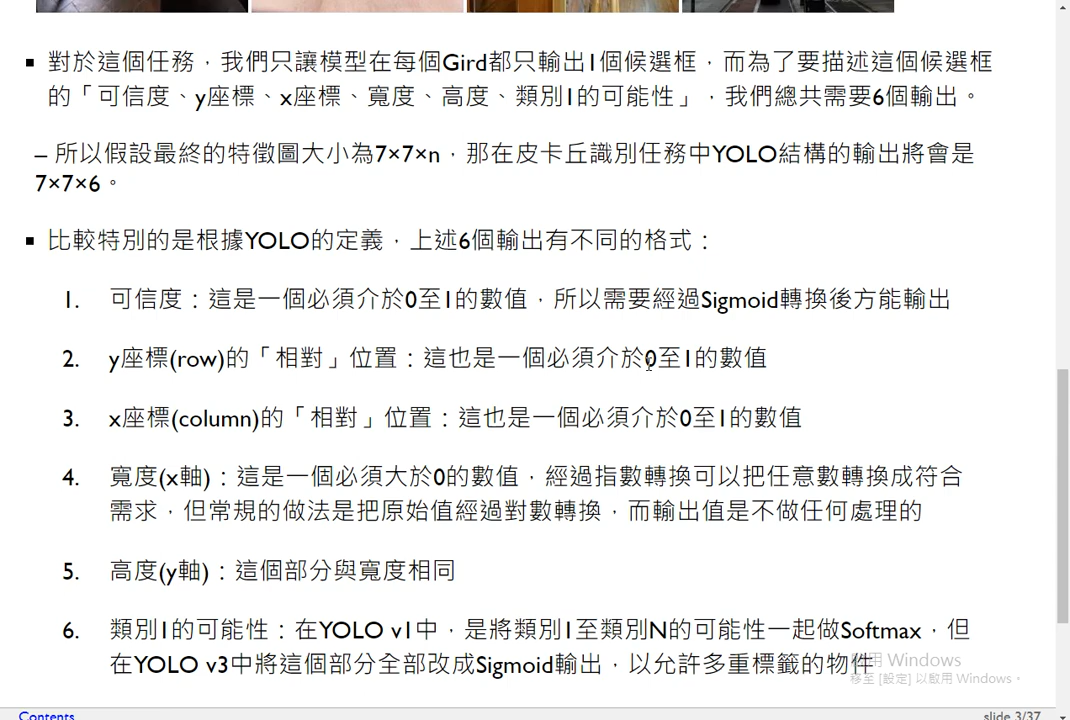 ▪ 對於這個任務，我們只讓模型在每個Gird都只輸出1個候選框，而為了要描述這個候選框
的「可信度、y座標、x座標、寬度、高度、類別1的可能性」，我們總共需要6個輸出。
– 所以假設最終的特徵圖大小為7×7×n，那在皮卡丘識別任務中YOLO結構的輸出將會是
7×7×6。
▪ 比較特別的是根據YOLO的定義，上述6個輸出有不同的格式：
1. 可信度：這是一個必須介於0至1的數值，所以需要經過Sigmoid轉換後方能輸出
2. y座標(row)的「相對」位置：這也是一個必須介於0至1的數值
3. x座標(column)的「相對」位置：這也是一個必須介於0至1的數值
4. 寬度(x軸)：這是一個必須大於0的數值，經過指數轉換可以把任意數轉換成符合
需求，但常規的做法是把原始值經過對數轉換，而輸出值是不做任何處理的
5. 高度(y軸)：這個部分與寬度相同
6. 類別1的可能性：在YOLO v1中，是將類別1至類別N的可能性一起做Softmax，但
在YOLO v3中將這個部分全部改成Sigmoid輸出，以允許多重標籤的物件
啟用 Windows
移至 [設定] 以啟用 Windows。
Contents
slide 3/37